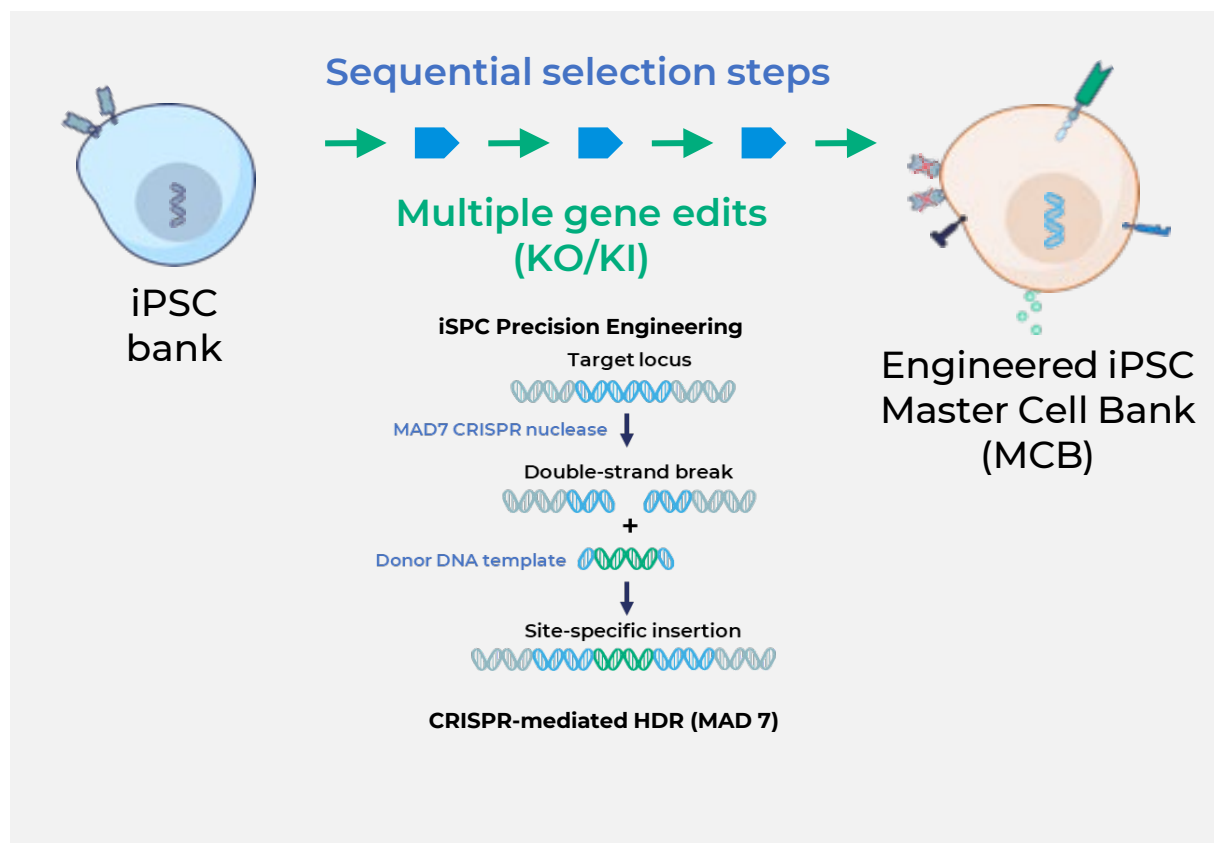 Sequential selection steps
Multiple gene edits
(KO/KI)
iPSC
bank
iSPC Precision Engineering
Target locus
MAD7 CRISPR nuclease
Double-strand break
+
Donor DNA template
Site-specific insertion
CRISPR-mediated HDR (MAD 7)
Engineered iPSC
Master Cell Bank
(MCB)